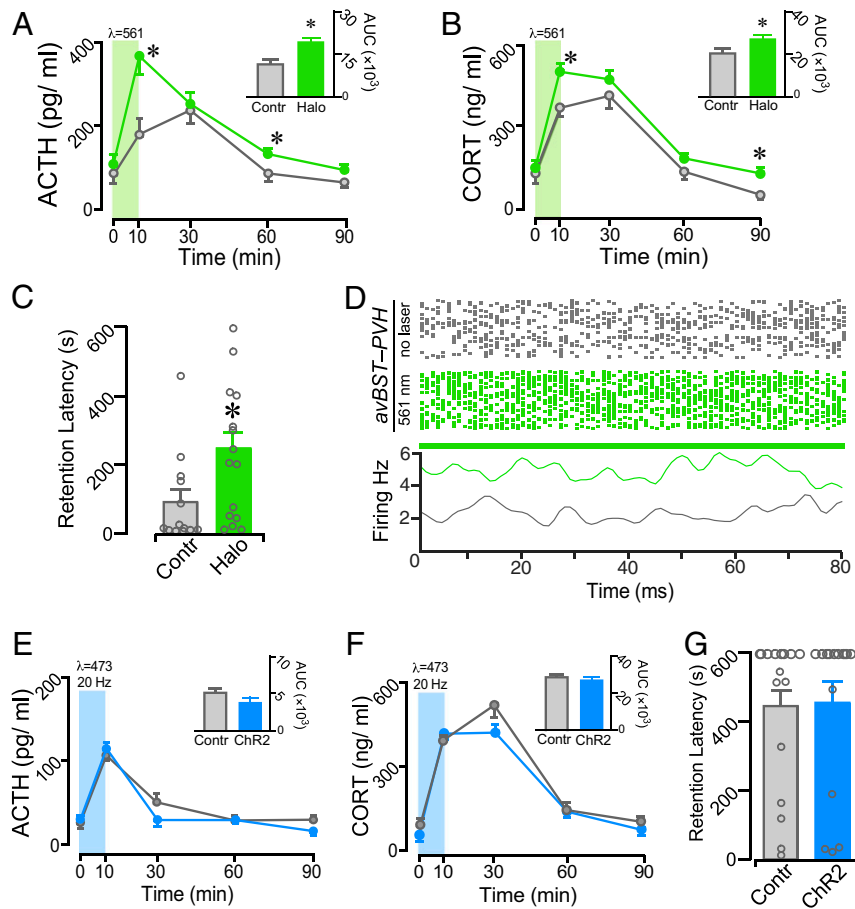 A
λ=561
*
*
400
200
0
ACTH (pg/ ml)
0 10 30 60 90
Time (min)
*
30
15
0
AUC (×10³)
Contr Halo
B
λ=561
*
*
600
300
0
CORT (ng/ ml)
0 10 30 60 90
Time (min)
*
40
20
0
AUC (×10³)
Contr Halo
C
600
400
200
0
Retention Latency (s)
*
Contr Halo
D
avBST–PVH
no laser
561 nm
6
4
2
0
Firing Hz
20 40 60 80
Time (ms)
E
λ=473
20 Hz
200
100
0
ACTH (pg/ ml)
0 10 30 60 90
Time (min)
10
5
0
AUC (×10³)
Contr ChR2
F
λ=473
20 Hz
600
300
0
CORT (ng/ ml)
0 10 30 60 90
Time (min)
40
20
0
AUC (×10³)
Contr ChR2
G
600
400
200
0
Retention Latency (s)
Contr ChR2